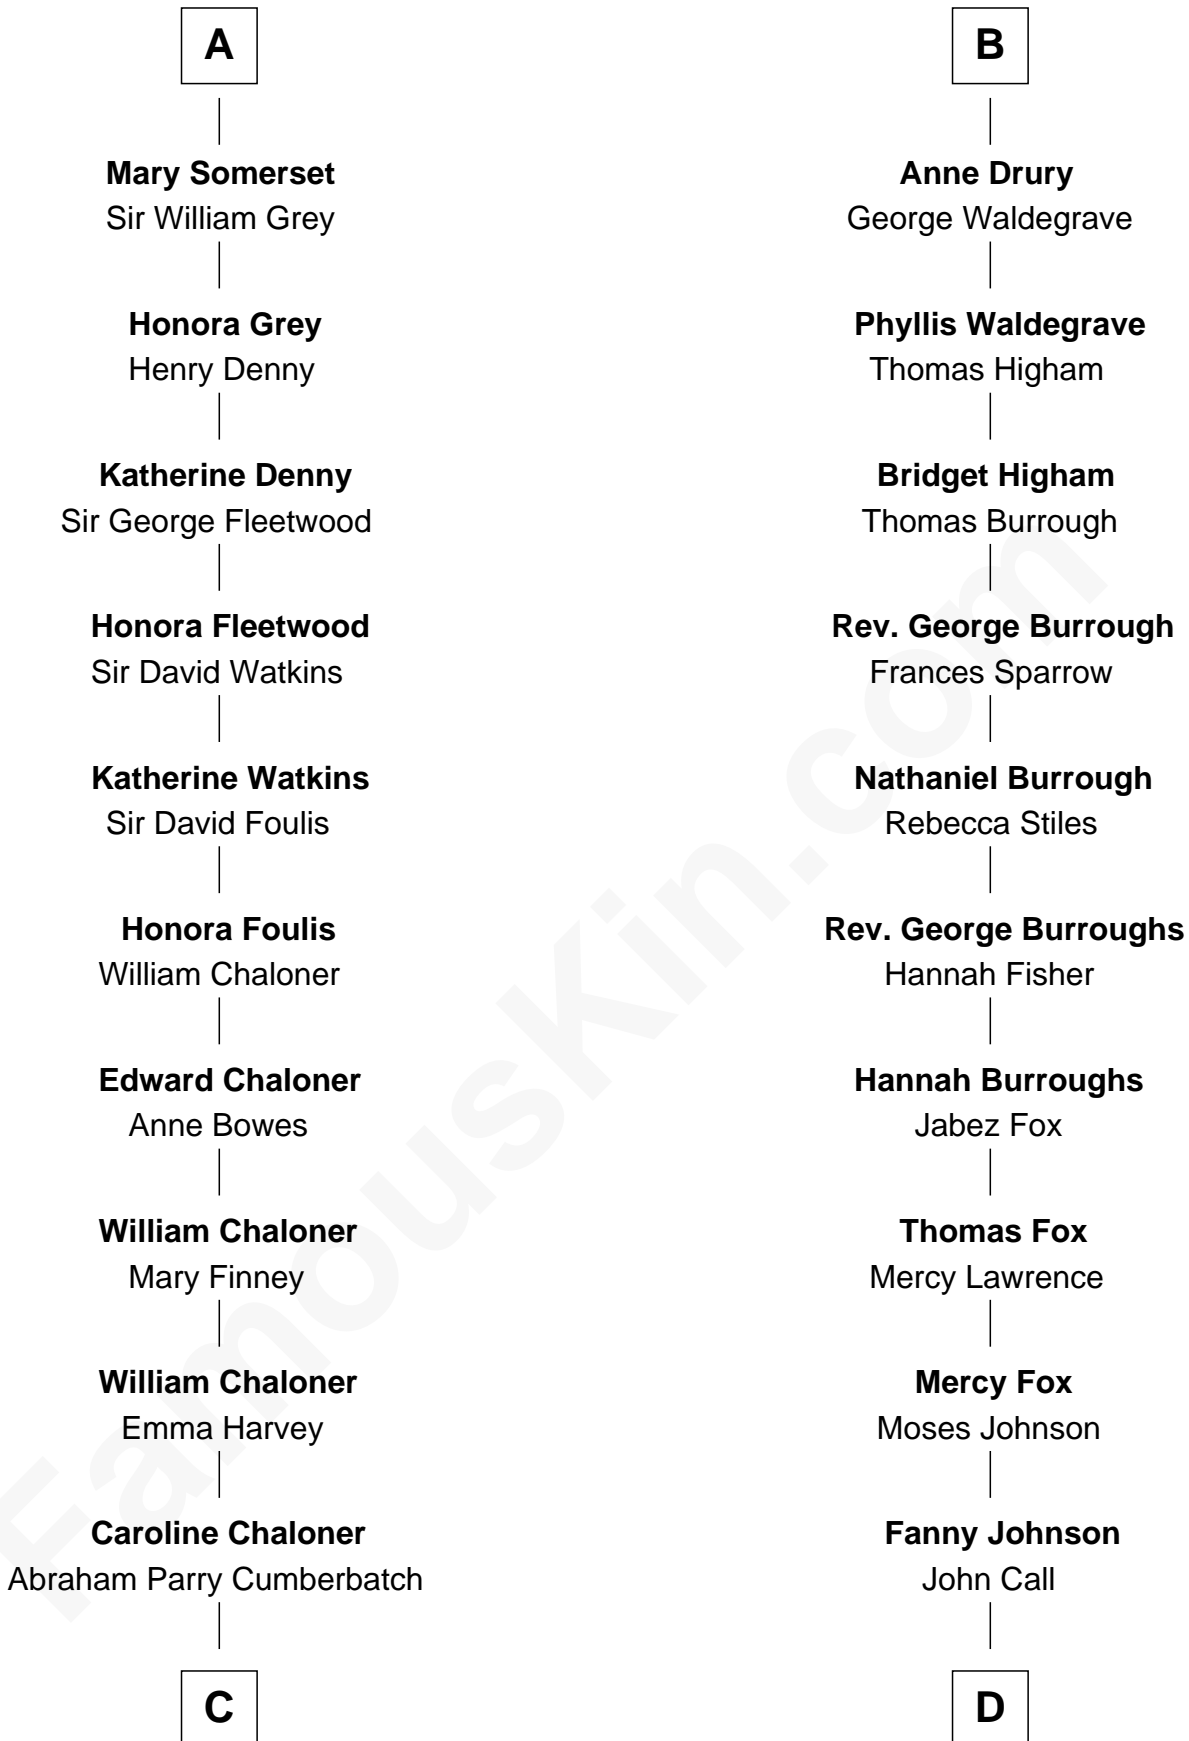 A
Mary Somerset
Sir William Grey
Honora Grey
Henry Denny
Katherine Denny
Sir George Fleetwood
Honora Fleetwood
Sir David Watkins
Katherine Watkins
Sir David Foulis
Honora Foulis
William Chaloner
Edward Chaloner
Anne Bowes
William Chaloner
Mary Finney
William Chaloner
Emma Harvey
Caroline Chaloner
Abraham Parry Cumberbatch
C
B
Anne Drury
George Waldegrave
Phyllis Waldegrave
Thomas Higham
Bridget Higham
Thomas Burrough
Rev. George Burrough
Frances Sparrow
Nathaniel Burrough
Rebecca Stiles
Rev. George Burroughs
Hannah Fisher
Hannah Burroughs
Jabez Fox
Thomas Fox
Mercy Lawrence
Mercy Fox
Moses Johnson
Fanny Johnson
John Call
D
FamousKin.com